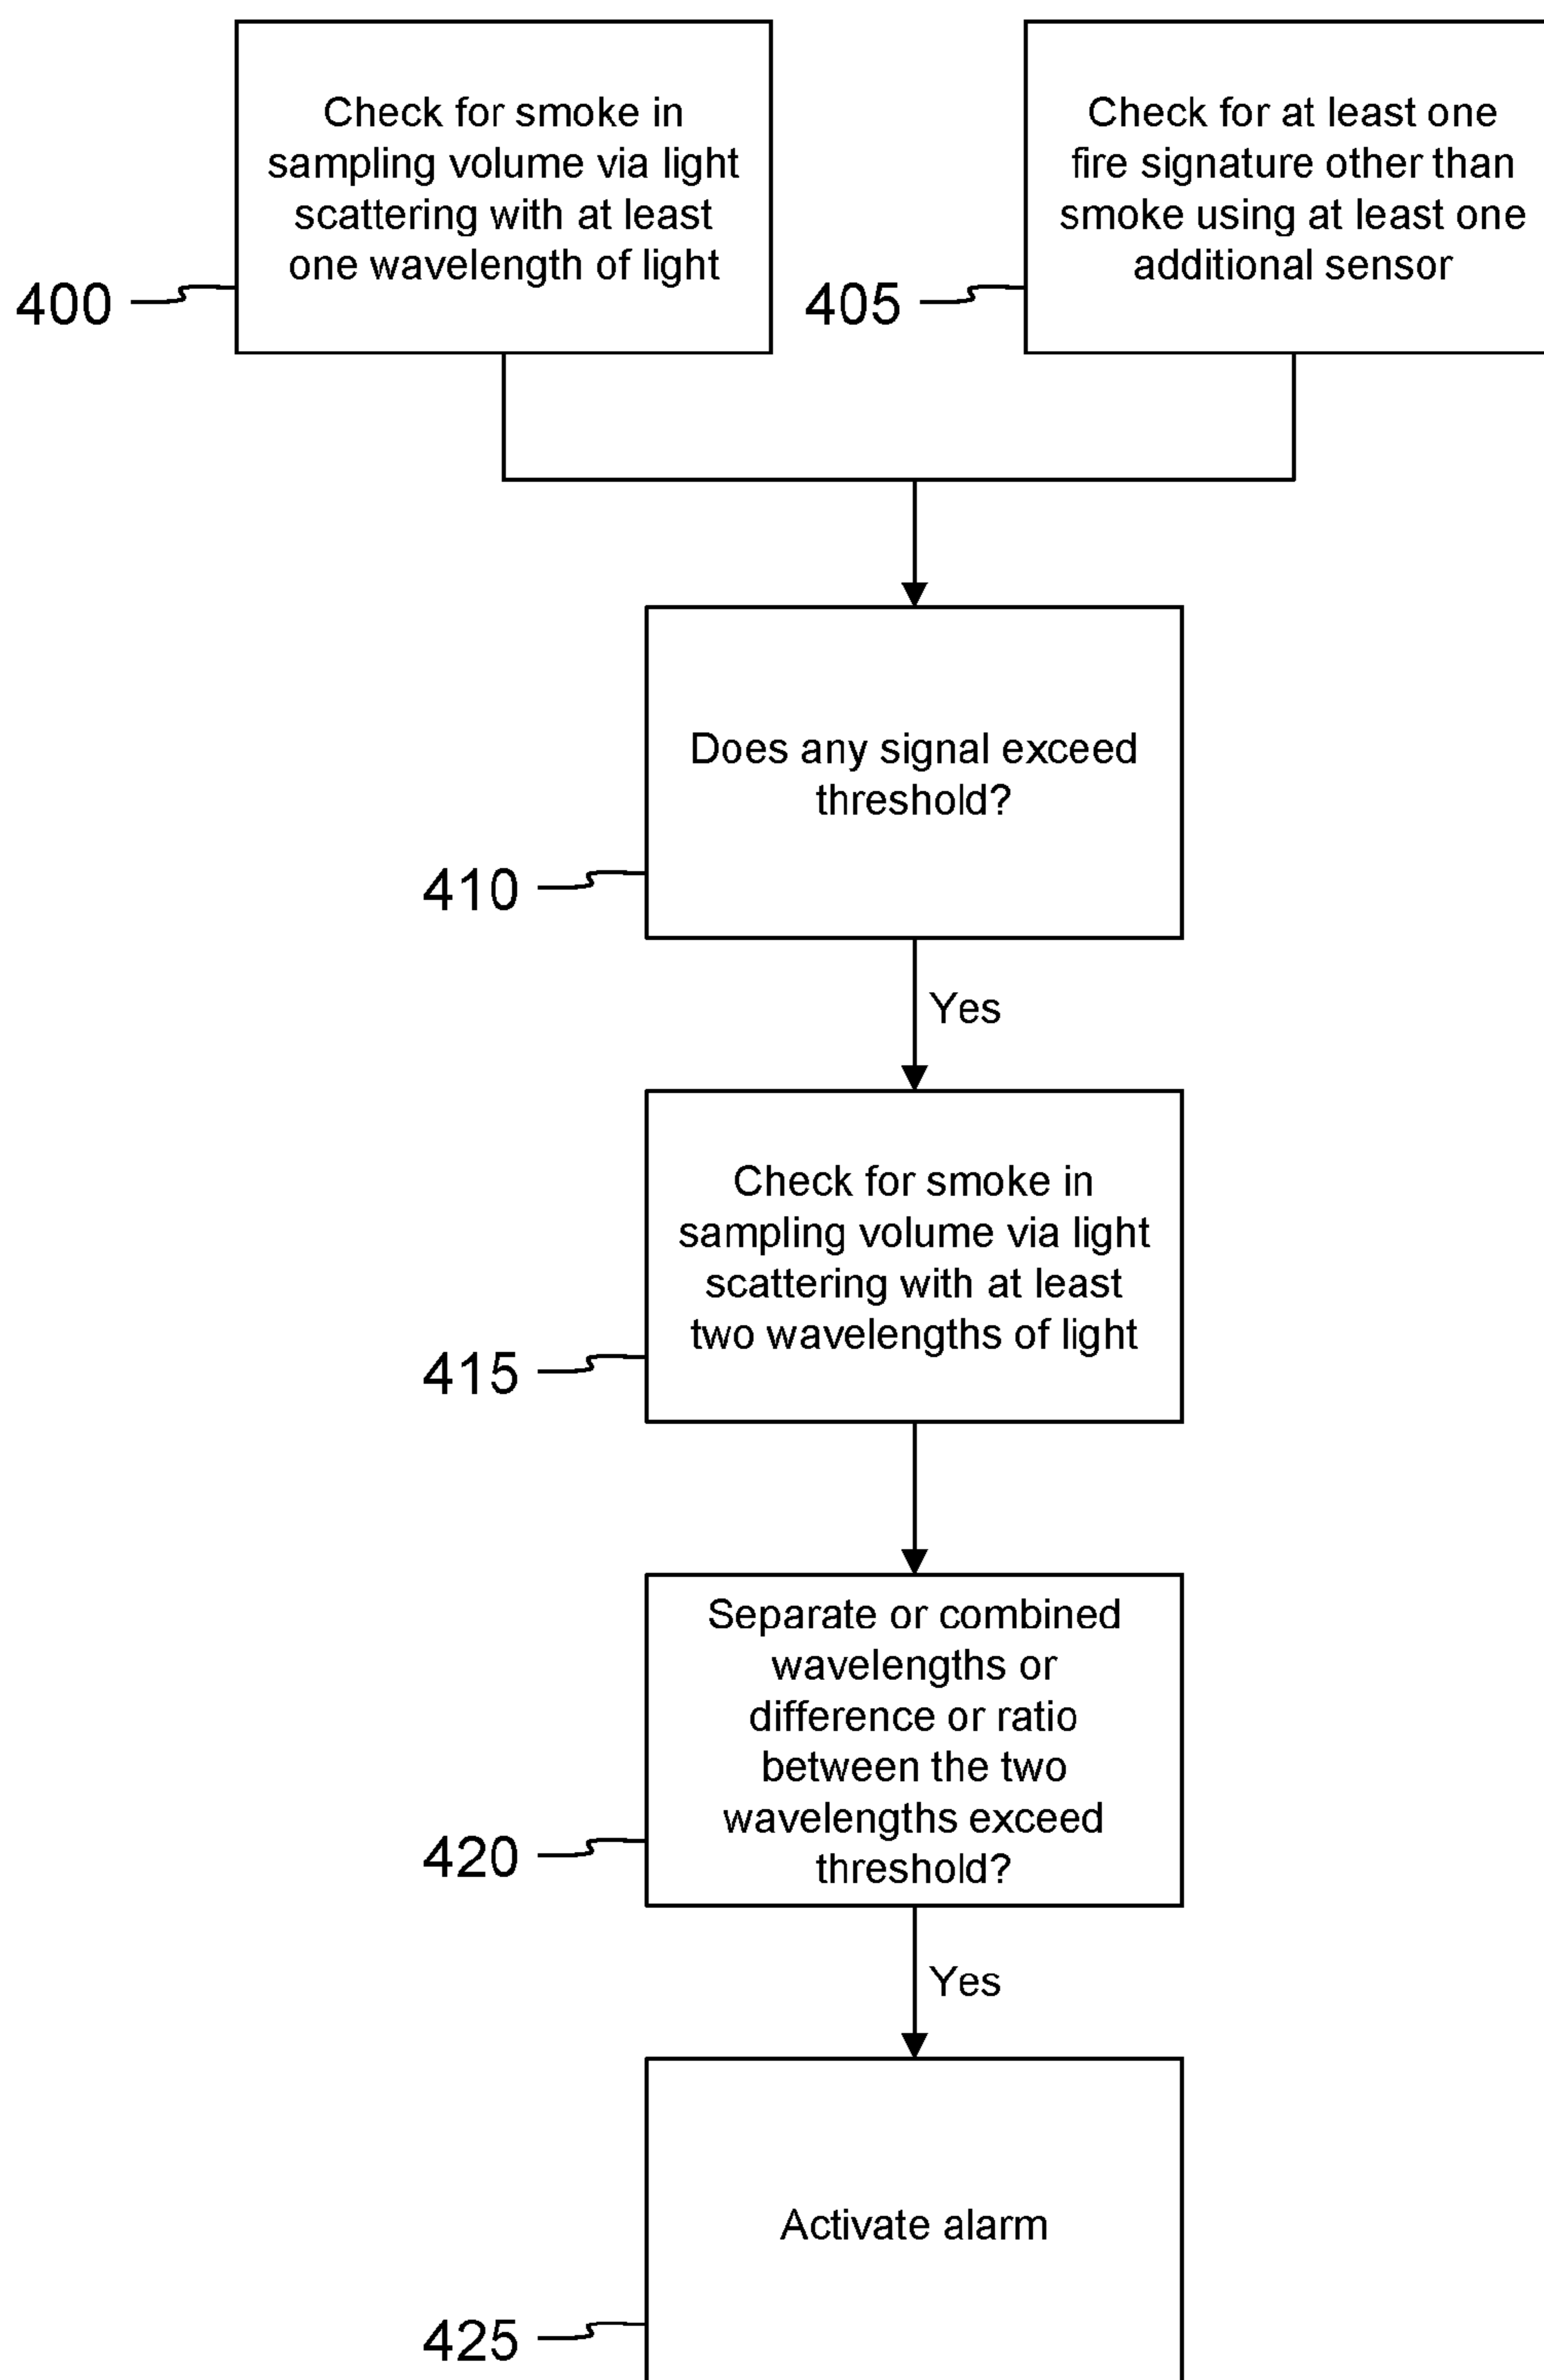 Check for smoke in
sampling volume via light
scattering with at least
one wavelength of light
400
Check for at least one
fire signature other than
smoke using at least one
additional sensor
405
Does any signal exceed
threshold?
410
Yes
Check for smoke in
sampling volume via light
scattering with at least
two wavelengths of light
415
Separate or combined
wavelengths or
difference or ratio
between the two
wavelengths exceed
threshold?
420
Yes
Activate alarm
425